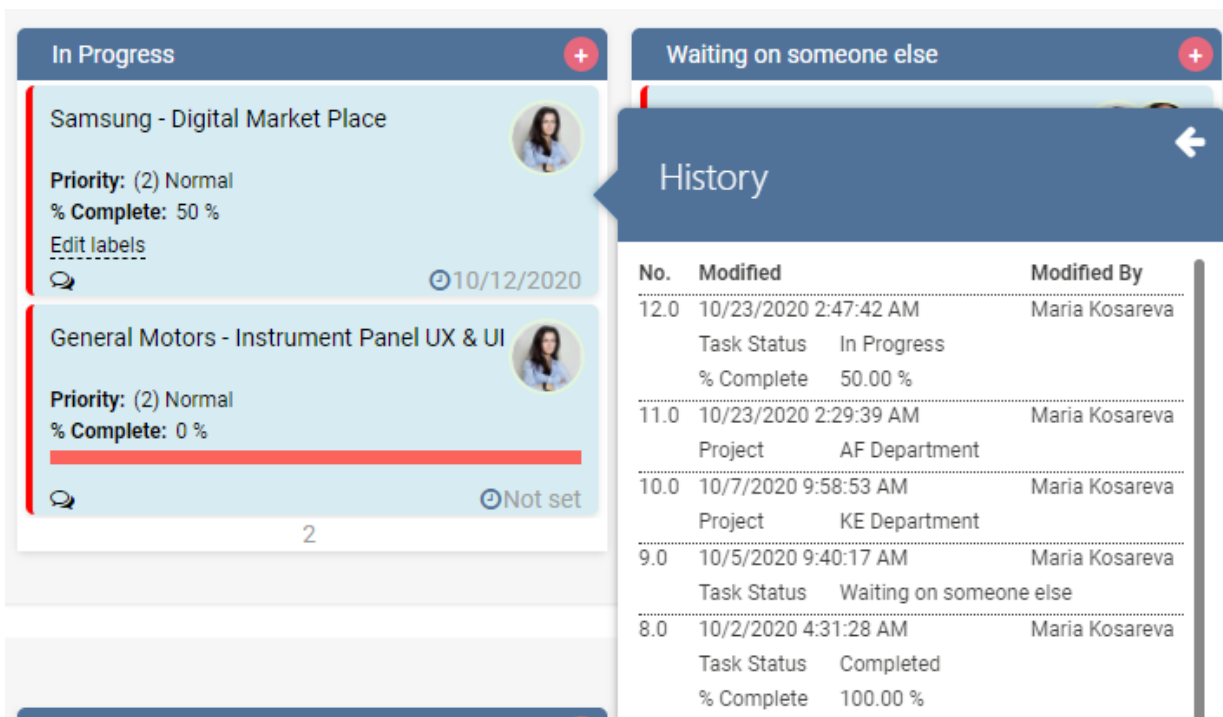 In Progress
+
Samsung - Digital Market Place
Priority: (2) Normal
% Complete: 50 %
Edit labels
10/12/2020
General Motors - Instrument Panel UX & UI
Priority: (2) Normal
% Complete: 0 %
Not set
2
Waiting on someone else
+
History
No. Modified Modified By
12.0 10/23/2020 2:47:42 AM Maria Kosareva
Task Status In Progress
% Complete 50.00 %
11.0 10/23/2020 2:29:39 AM Maria Kosareva
Project AF Department
10.0 10/7/2020 9:58:53 AM Maria Kosareva
Project KE Department
9.0 10/5/2020 9:40:17 AM Maria Kosareva
Task Status Waiting on someone else
8.0 10/2/2020 4:31:28 AM Maria Kosareva
Task Status Completed
% Complete 100.00 %